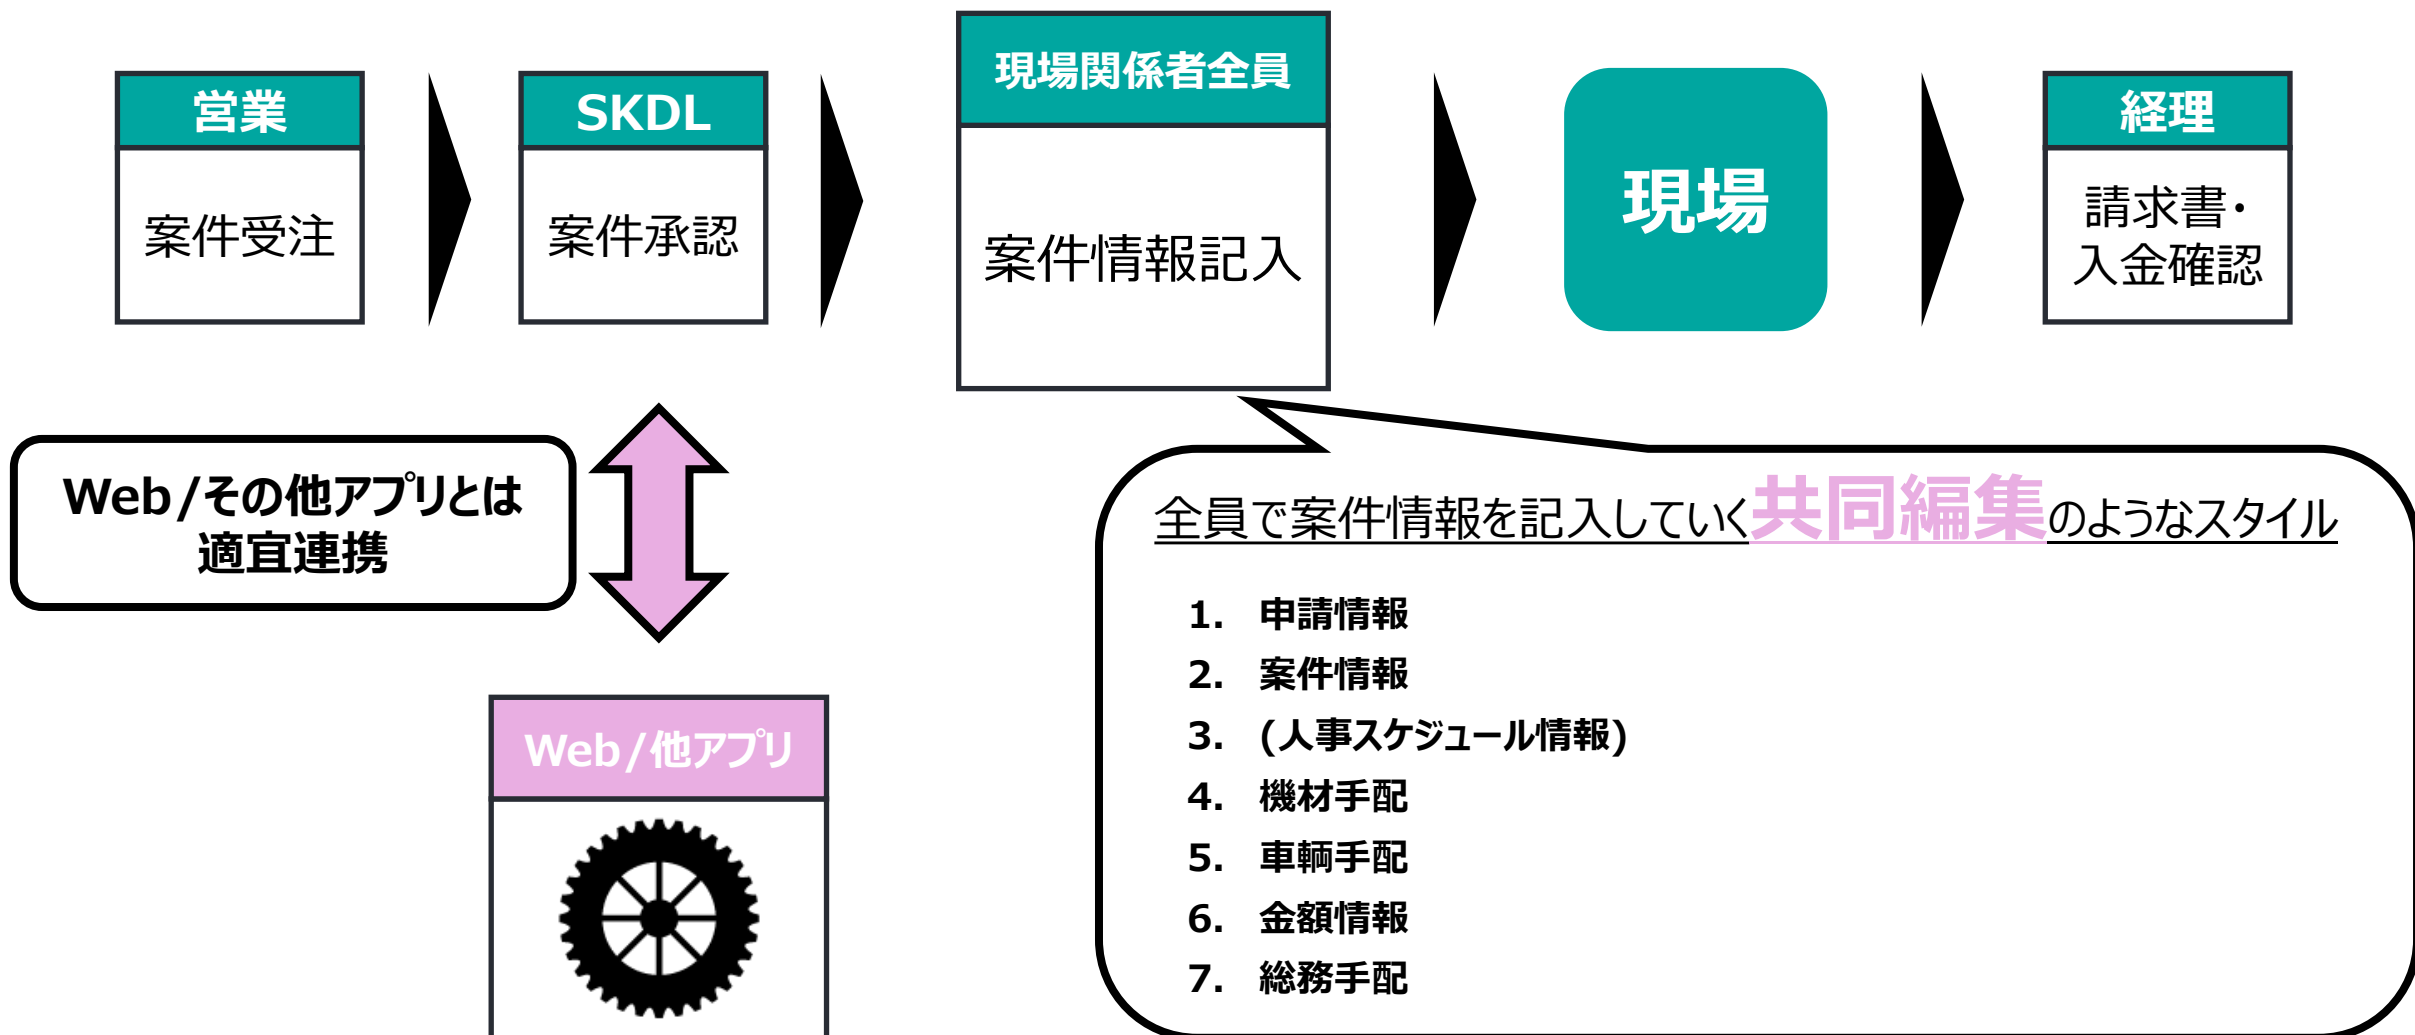 営業
案件受注
SKDL
案件承認
現場関係者全員
案件情報記入
現場
経理
請求書・
入金確認
Web/その他アプリとは
適宜連携
Web/他アプリ
全員で案件情報を記入していく共同編集のようなスタイル
1. 申請情報
2. 案件情報
3. (人事スケジュール情報)
4. 機材手配
5. 車輌手配
6. 金額情報
7. 総務手配